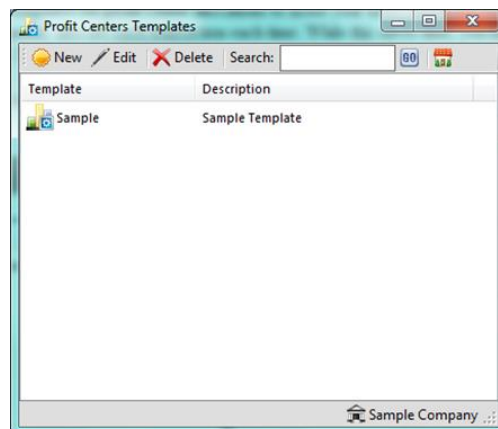 Profit Centers Templates
New Edit Delete Search: GO
Template Description
Sample Sample Template
Sample Company